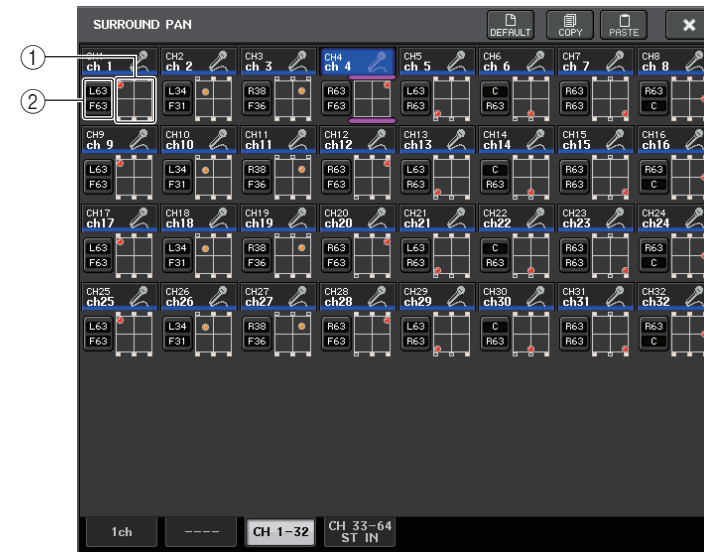 SURROUND PAN DEFAULT COPY PASTE
①
②
CH1 CH2 CH3 CH4 CH5 CH6 CH7 CH8
ch 1 ch 2 ch 3 ch 4 ch 5 ch 6 ch 7 ch 8
L63 L34 R38 R63 L63 C R63 R63
F63 F31 F36 F63 R63 R63 R63 C
CH9 CH10 CH11 CH12 CH13 CH14 CH15 CH16
ch 9 ch10 ch11 ch12 ch13 ch14 ch15 ch16
L63 L34 R38 R63 L63 C R63 R63
F63 F31 F36 F63 R63 R63 R63 C
CH17 CH18 CH19 CH20 CH21 CH22 CH23 CH24
ch17 ch18 ch19 ch20 ch21 ch22 ch23 ch24
L63 L34 R38 R63 L63 C R63 R63
F63 F31 F36 F63 R63 R63 R63 C
CH25 CH26 CH27 CH28 CH29 CH30 CH31 CH32
ch25 ch26 ch27 ch28 ch29 ch30 ch31 ch32
L63 L34 R38 R63 L63 C R63 R63
F63 F31 F36 F63 R63 R63 R63 C
1ch ---- CH 1-32 CH 33-64
ST IN